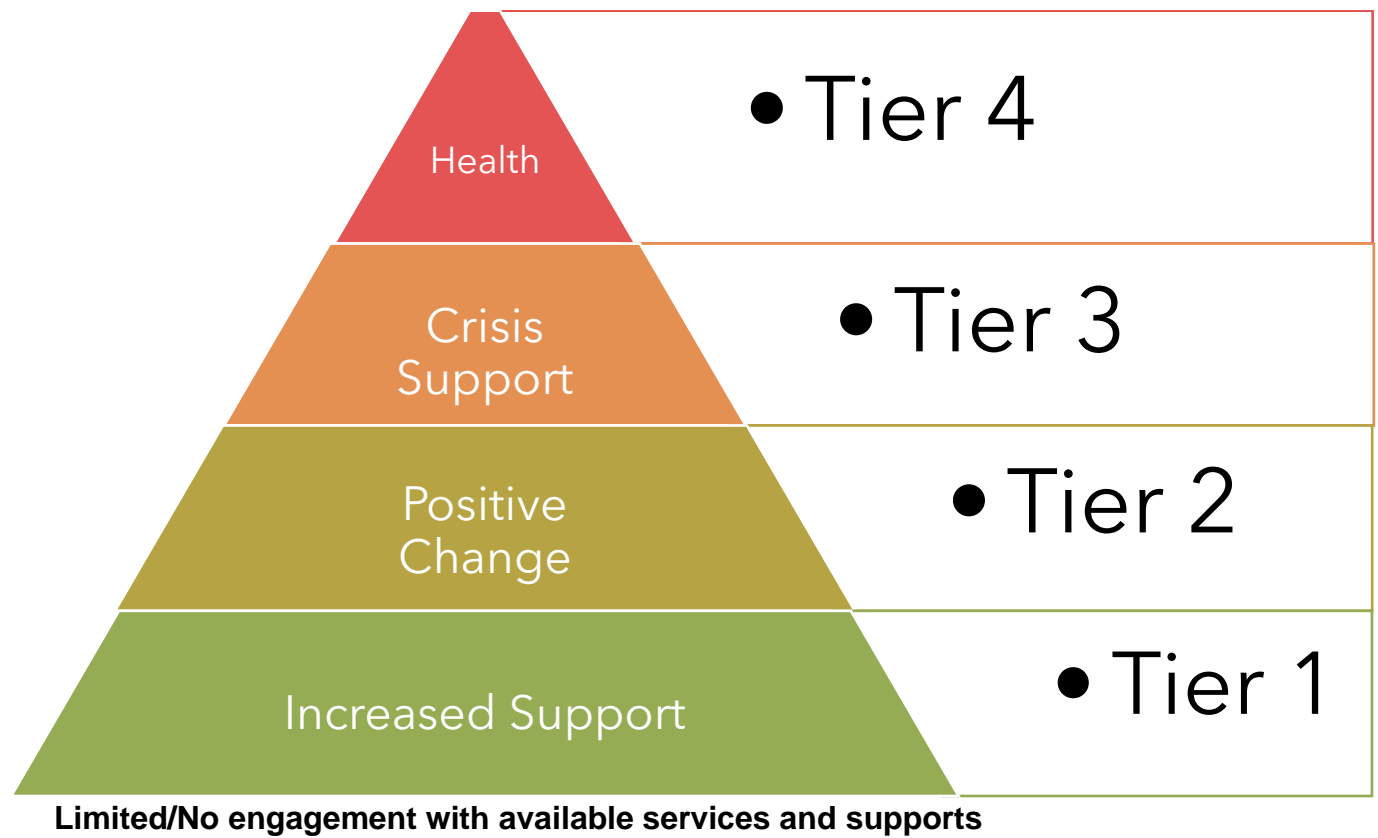 Health
• Tier 4
Crisis
Support
• Tier 3
Positive
Change
• Tier 2
Increased Support
• Tier 1
Limited/No engagement with available services and supports